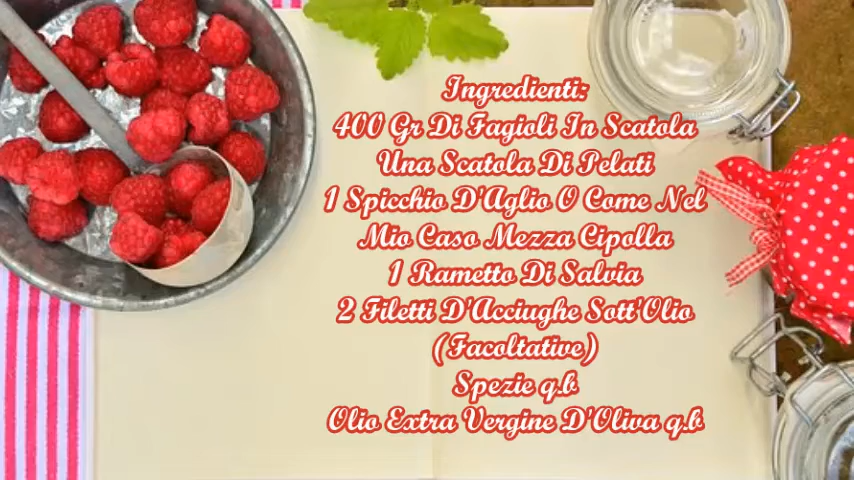 Ingredienti:
400 Gr Di Fagioli In Scatola
Una Scatola Di Pelati
1 Spicchio D'Aglio O Come Nel
Mio Caso Mezza Cipolla
1 Rametto Di Salvia
2 Filetti D'Acciughe Sott'Olio
(Facoltative)
Spezie q.b
Olio Extra Vergine D'Oliva q.b